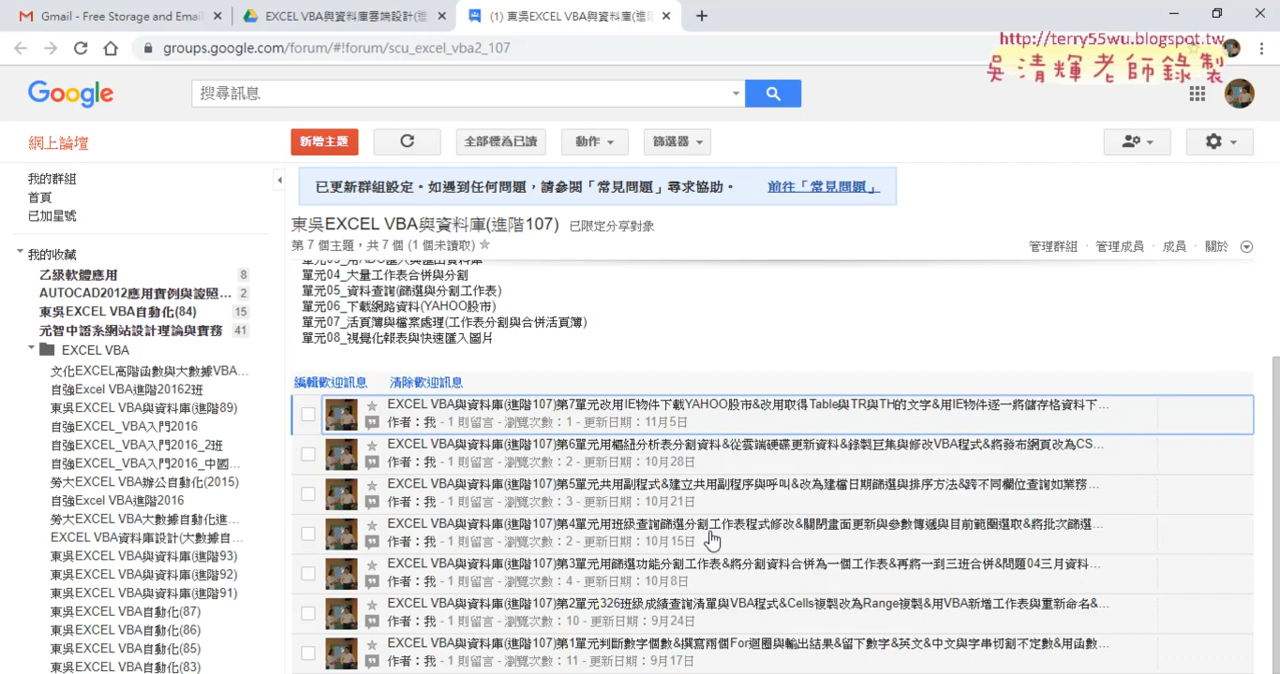 Gmail - Free Storage and Email
EXCEL VBA與資料庫雲端設計(進
(1) 東吳EXCEL VBA與資料庫(進階
groups.google.com/forum/#!forum/scu_excel_vba2_107
http://terry55wu.blogspot.tw
吳清輝老師錄製
Google
搜尋訊息
網上論壇
新增主題
全部標為已讀
動作
篩選器
我的群組
首頁
已加星號
已更新群組設定。如遇到任何問題，請參閱「常見問題」尋求協助。 前往「常見問題」
東吳EXCEL VBA與資料庫(進階107) 已限定分享對象
第 7 個主題，共 7 個 (1 個未讀取)
管理群組 · 管理成員 · 成員 · 關於
我的收藏
乙級軟體應用 8
AUTOCAD2012應用實例與證照... 2
東吳EXCEL VBA自動化(84) 15
元智中語系網站設計理論與實務 41
EXCEL VBA
文化EXCEL高階函數與大數據VBA...
自強Excel VBA進階20162班
東吳EXCEL VBA與資料庫(進階89)
自強EXCEL_VBA入門2016
自強EXCEL_VBA入門2016_2班
自強EXCEL_VBA入門2016_中國...
勞大EXCEL VBA辦公自動化(2015)
自強Excel VBA進階2016
勞大EXCEL VBA大數據自動化進...
EXCEL VBA資料庫設計(大數據自...
東吳EXCEL VBA與資料庫(進階93)
東吳EXCEL VBA與資料庫(進階92)
東吳EXCEL VBA與資料庫(進階91)
東吳EXCEL VBA自動化(87)
東吳EXCEL VBA自動化(86)
東吳EXCEL VBA自動化(85)
東吳EXCEL VBA自動化(83)
單元03_用ADO匯入與匯出資料庫
單元04_大量工作表合併與分割
單元05_資料查詢(篩選與分割工作表)
單元06_下載網路資料(YAHOO股市)
單元07_活頁簿與檔案處理(工作表分割與合併活頁簿)
單元08_視覺化報表與快速匯入圖片
編輯歡迎訊息 清除歡迎訊息
EXCEL VBA與資料庫(進階107)第7單元改用IE物件下載YAHOO股市&改用取得Table與TR與TH的文字&用IE物件逐一將儲存格資料下...
作者：我 - 1 則留言 - 瀏覽次數：1 - 更新日期：11月5日
EXCEL VBA與資料庫(進階107)第6單元用樞紐分析表分割資料&從雲端硬碟更新資料&錄製巨集與修改VBA程式&將發布網頁改為CS...
作者：我 - 1 則留言 - 瀏覽次數：2 - 更新日期：10月28日
EXCEL VBA與資料庫(進階107)第5單元共用副程式&建立共用副程序與呼叫&改為建檔日期篩選與排序方法&跨不同欄位查詢如業務...
作者：我 - 1 則留言 - 瀏覽次數：3 - 更新日期：10月21日
EXCEL VBA與資料庫(進階107)第4單元用班級查詢篩選分割工作表程式修改&關閉畫面更新與參數傳遞與目前範圍選取&將批次篩選...
作者：我 - 1 則留言 - 瀏覽次數：2 - 更新日期：10月15日
EXCEL VBA與資料庫(進階107)第3單元用篩選功能分割工作表&將分割資料合併為一個工作表&再將一到三班合併&問題04三月資料...
作者：我 - 1 則留言 - 瀏覽次數：4 - 更新日期：10月8日
EXCEL VBA與資料庫(進階107)第2單元326班級成績查詢清單與VBA程式&Cells複製改為Range複製&用VBA新增工作表與重新命名&...
作者：我 - 1 則留言 - 瀏覽次數：10 - 更新日期：9月24日
EXCEL VBA與資料庫(進階107)第1單元判斷數字個數&撰寫兩個For迴圈與輸出結果&留下數字&英文&中文與字串切割不定數&用函數...
作者：我 - 1 則留言 - 瀏覽次數：11 - 更新日期：9月17日